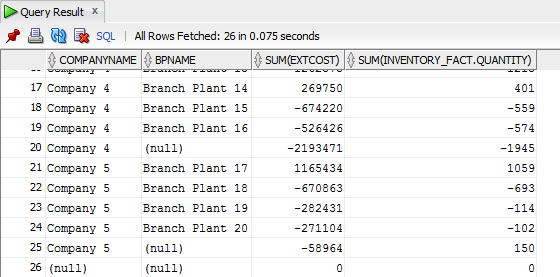 Query Result x
SQL | All Rows Fetched: 26 in 0.075 seconds
COMPANYNAME BPNAME SUM(EXTCOST) SUM(INVENTORY_FACT.QUANTITY)
17 Company 4 Branch Plant 14 269750 401
18 Company 4 Branch Plant 15 -674220 -559
19 Company 4 Branch Plant 16 -526426 -574
20 Company 4 (null) -2193471 -1945
21 Company 5 Branch Plant 17 1165434 1059
22 Company 5 Branch Plant 18 -670863 -693
23 Company 5 Branch Plant 19 -282431 -114
24 Company 5 Branch Plant 20 -271104 -102
25 Company 5 (null) -58964 150
26 (null) (null) 0 0